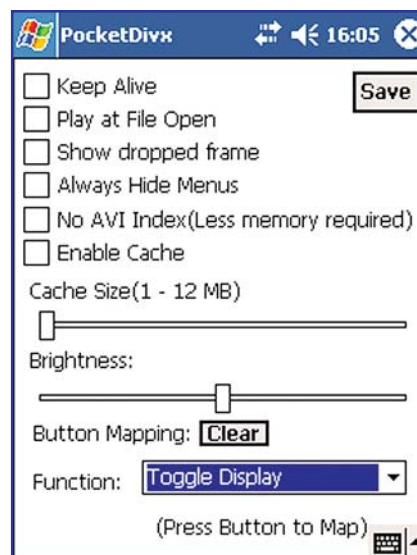 PocketDivx 16:05
Keep Alive
Save
Play at File Open
Show dropped frame
Always Hide Menus
No AVI Index(Less memory required)
Enable Cache
Cache Size(1 - 12 MB)
Brightness:
Button Mapping: Clear
Function: Toggle Display
(Press Button to Map)